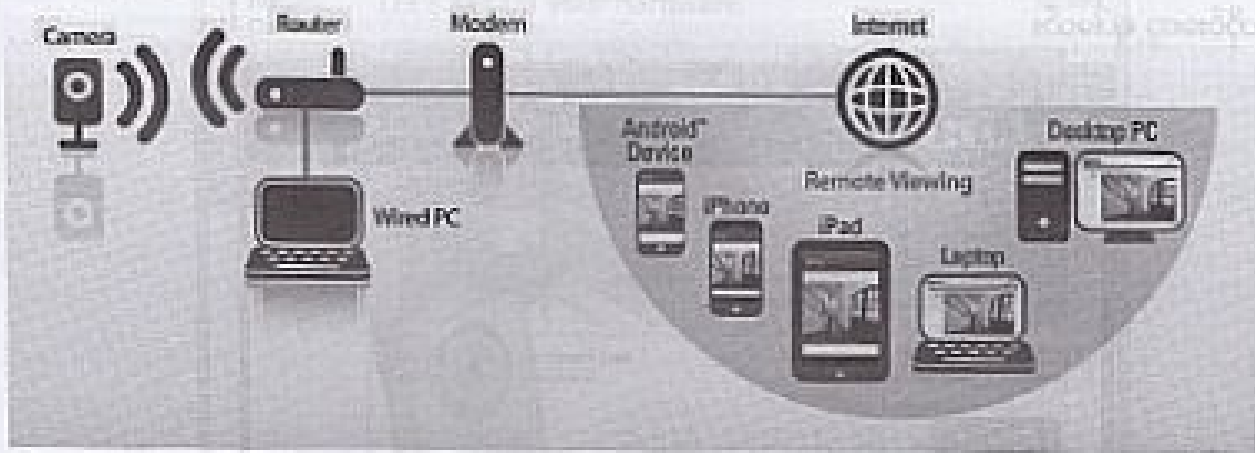 Camera
Router
Modem
Internet
Android™ Device
Desktop PC
Remote Viewing
Wired PC
iPhone
iPad
Laptop